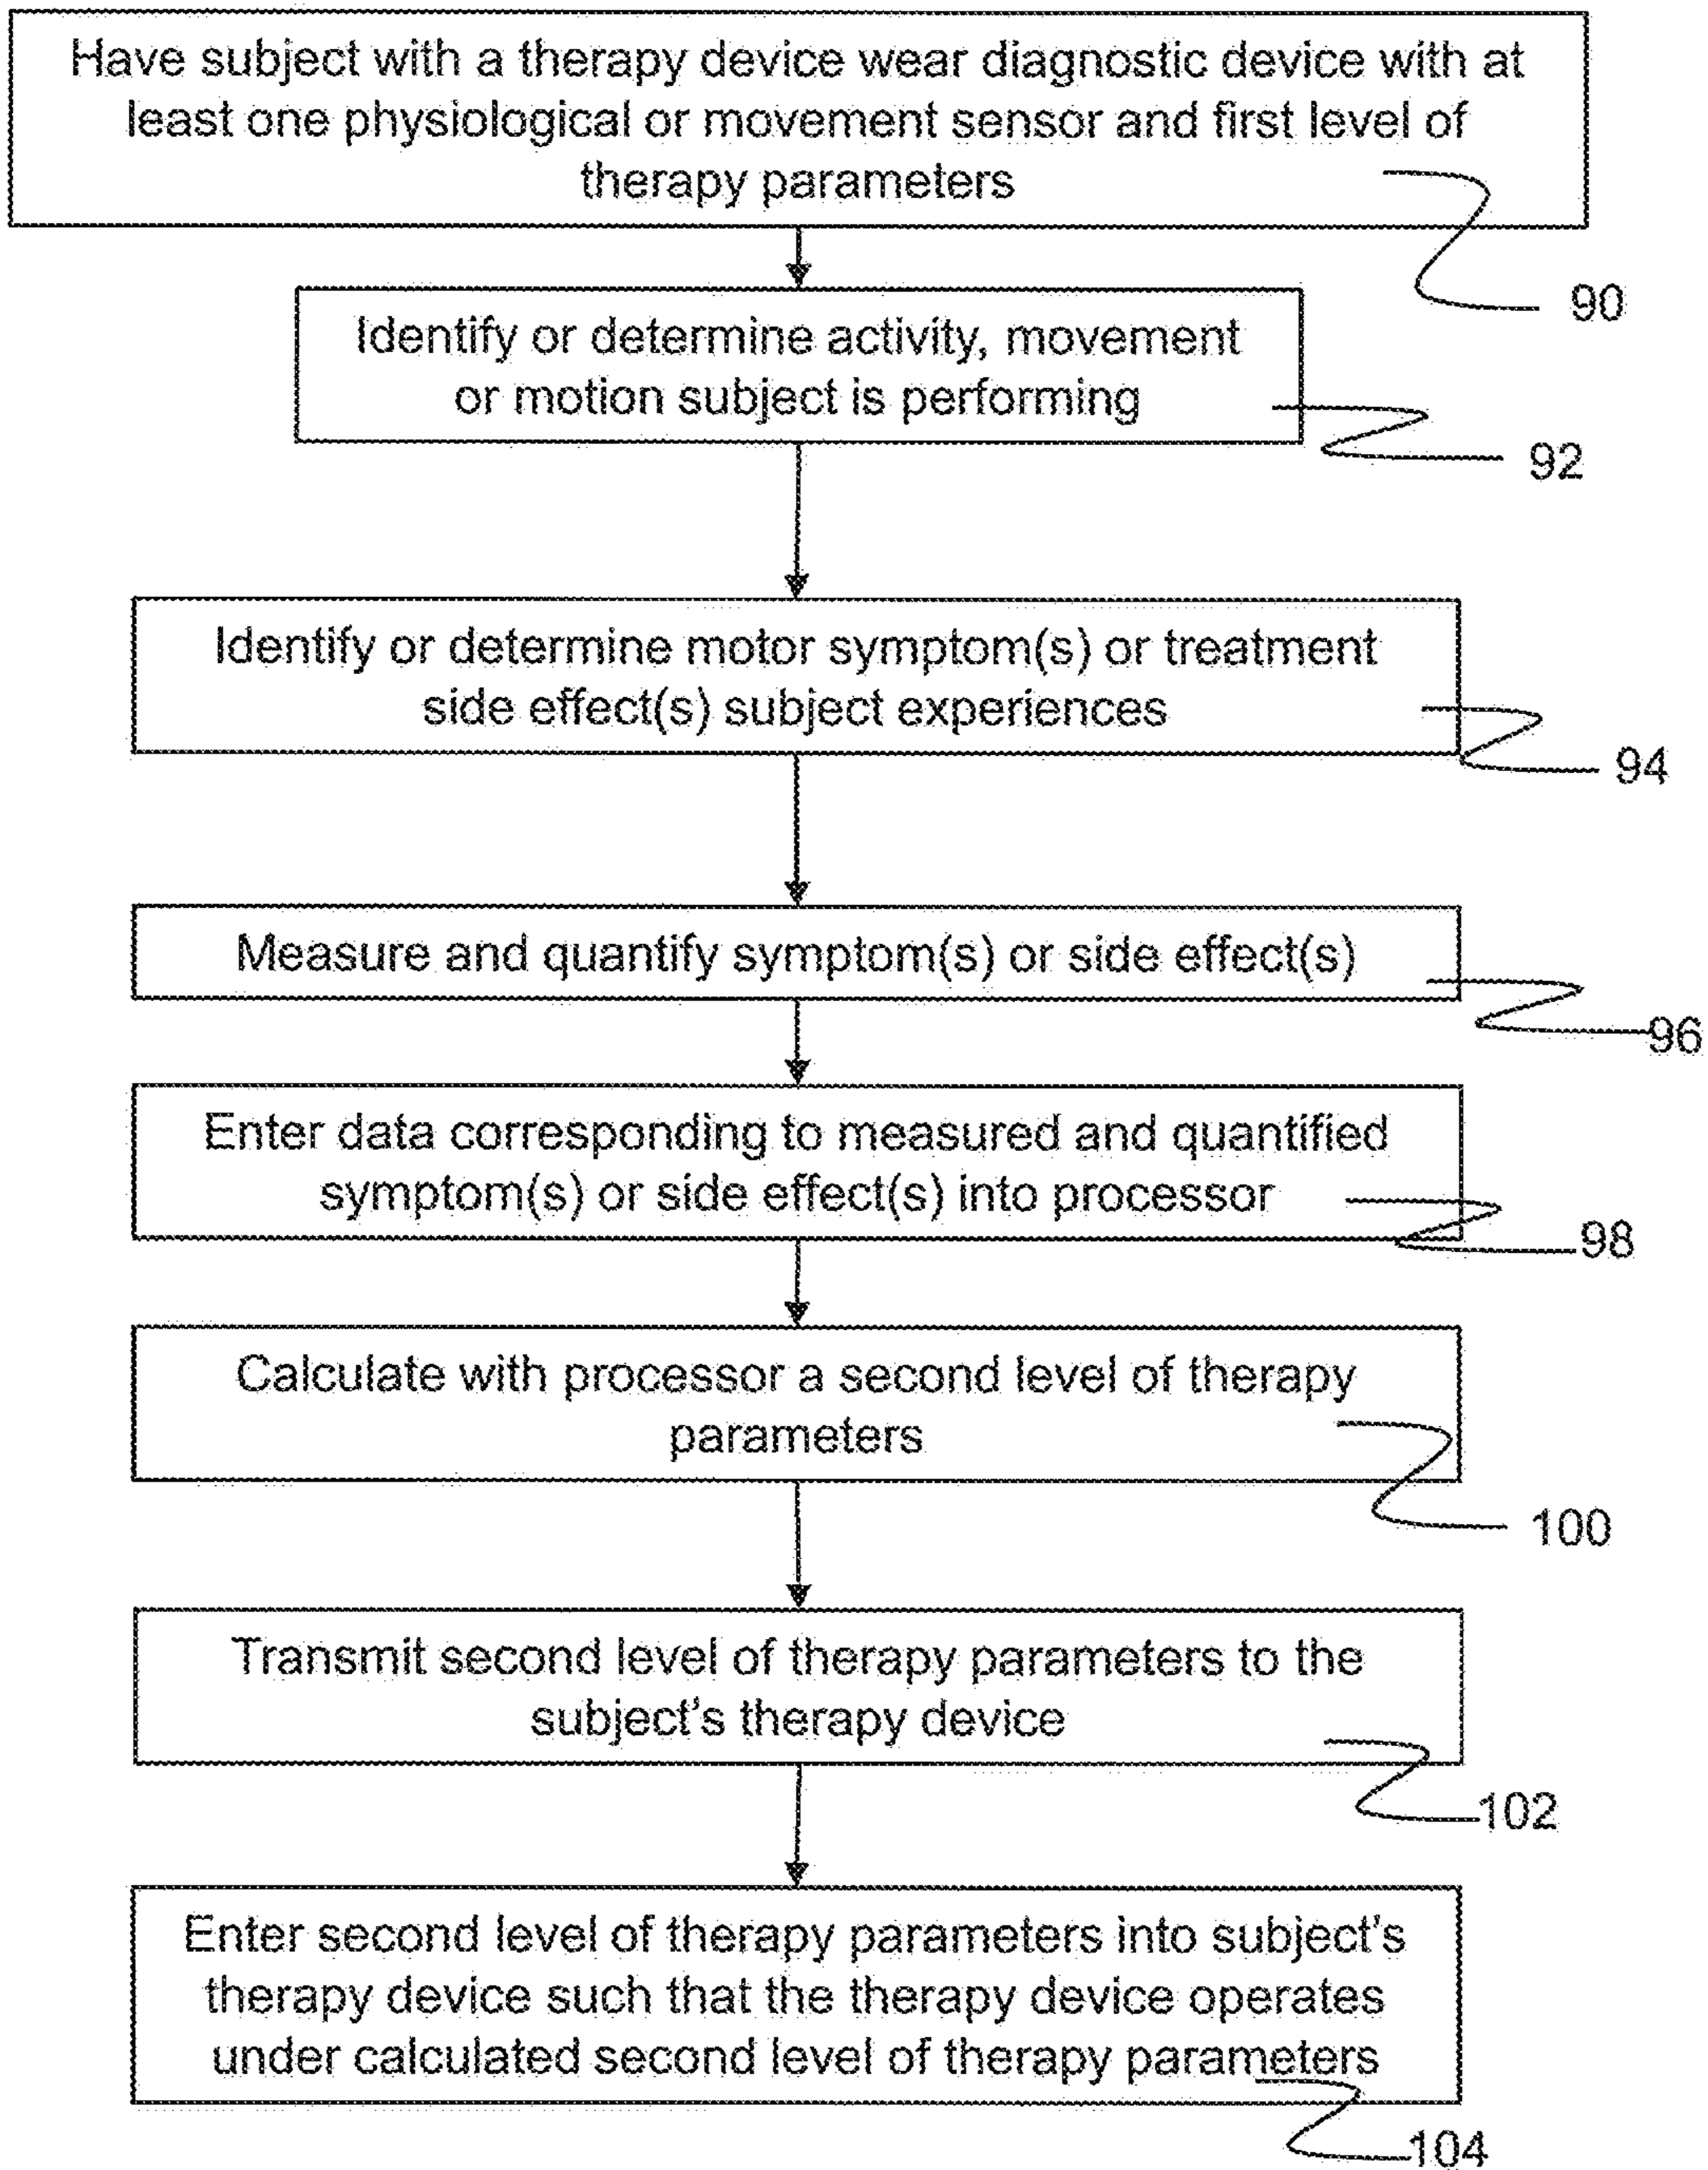 Have subject with a therapy device wear diagnostic device with at
least one physiological or movement sensor and first level of
therapy parameters
90
Identify or determine activity, movement
or motion subject is performing
92
Identify or determine motor symptom(s) or treatment
side effect(s) subject experiences
94
Measure and quantify symptom(s) or side effect(s)
96
Enter data corresponding to measured and quantified
symptom(s) or side effect(s) into processor
98
Calculate with processor a second level of therapy
parameters
100
Transmit second level of therapy parameters to the
subject's therapy device
102
Enter second level of therapy parameters into subject's
therapy device such that the therapy device operates
under calculated second level of therapy parameters
104